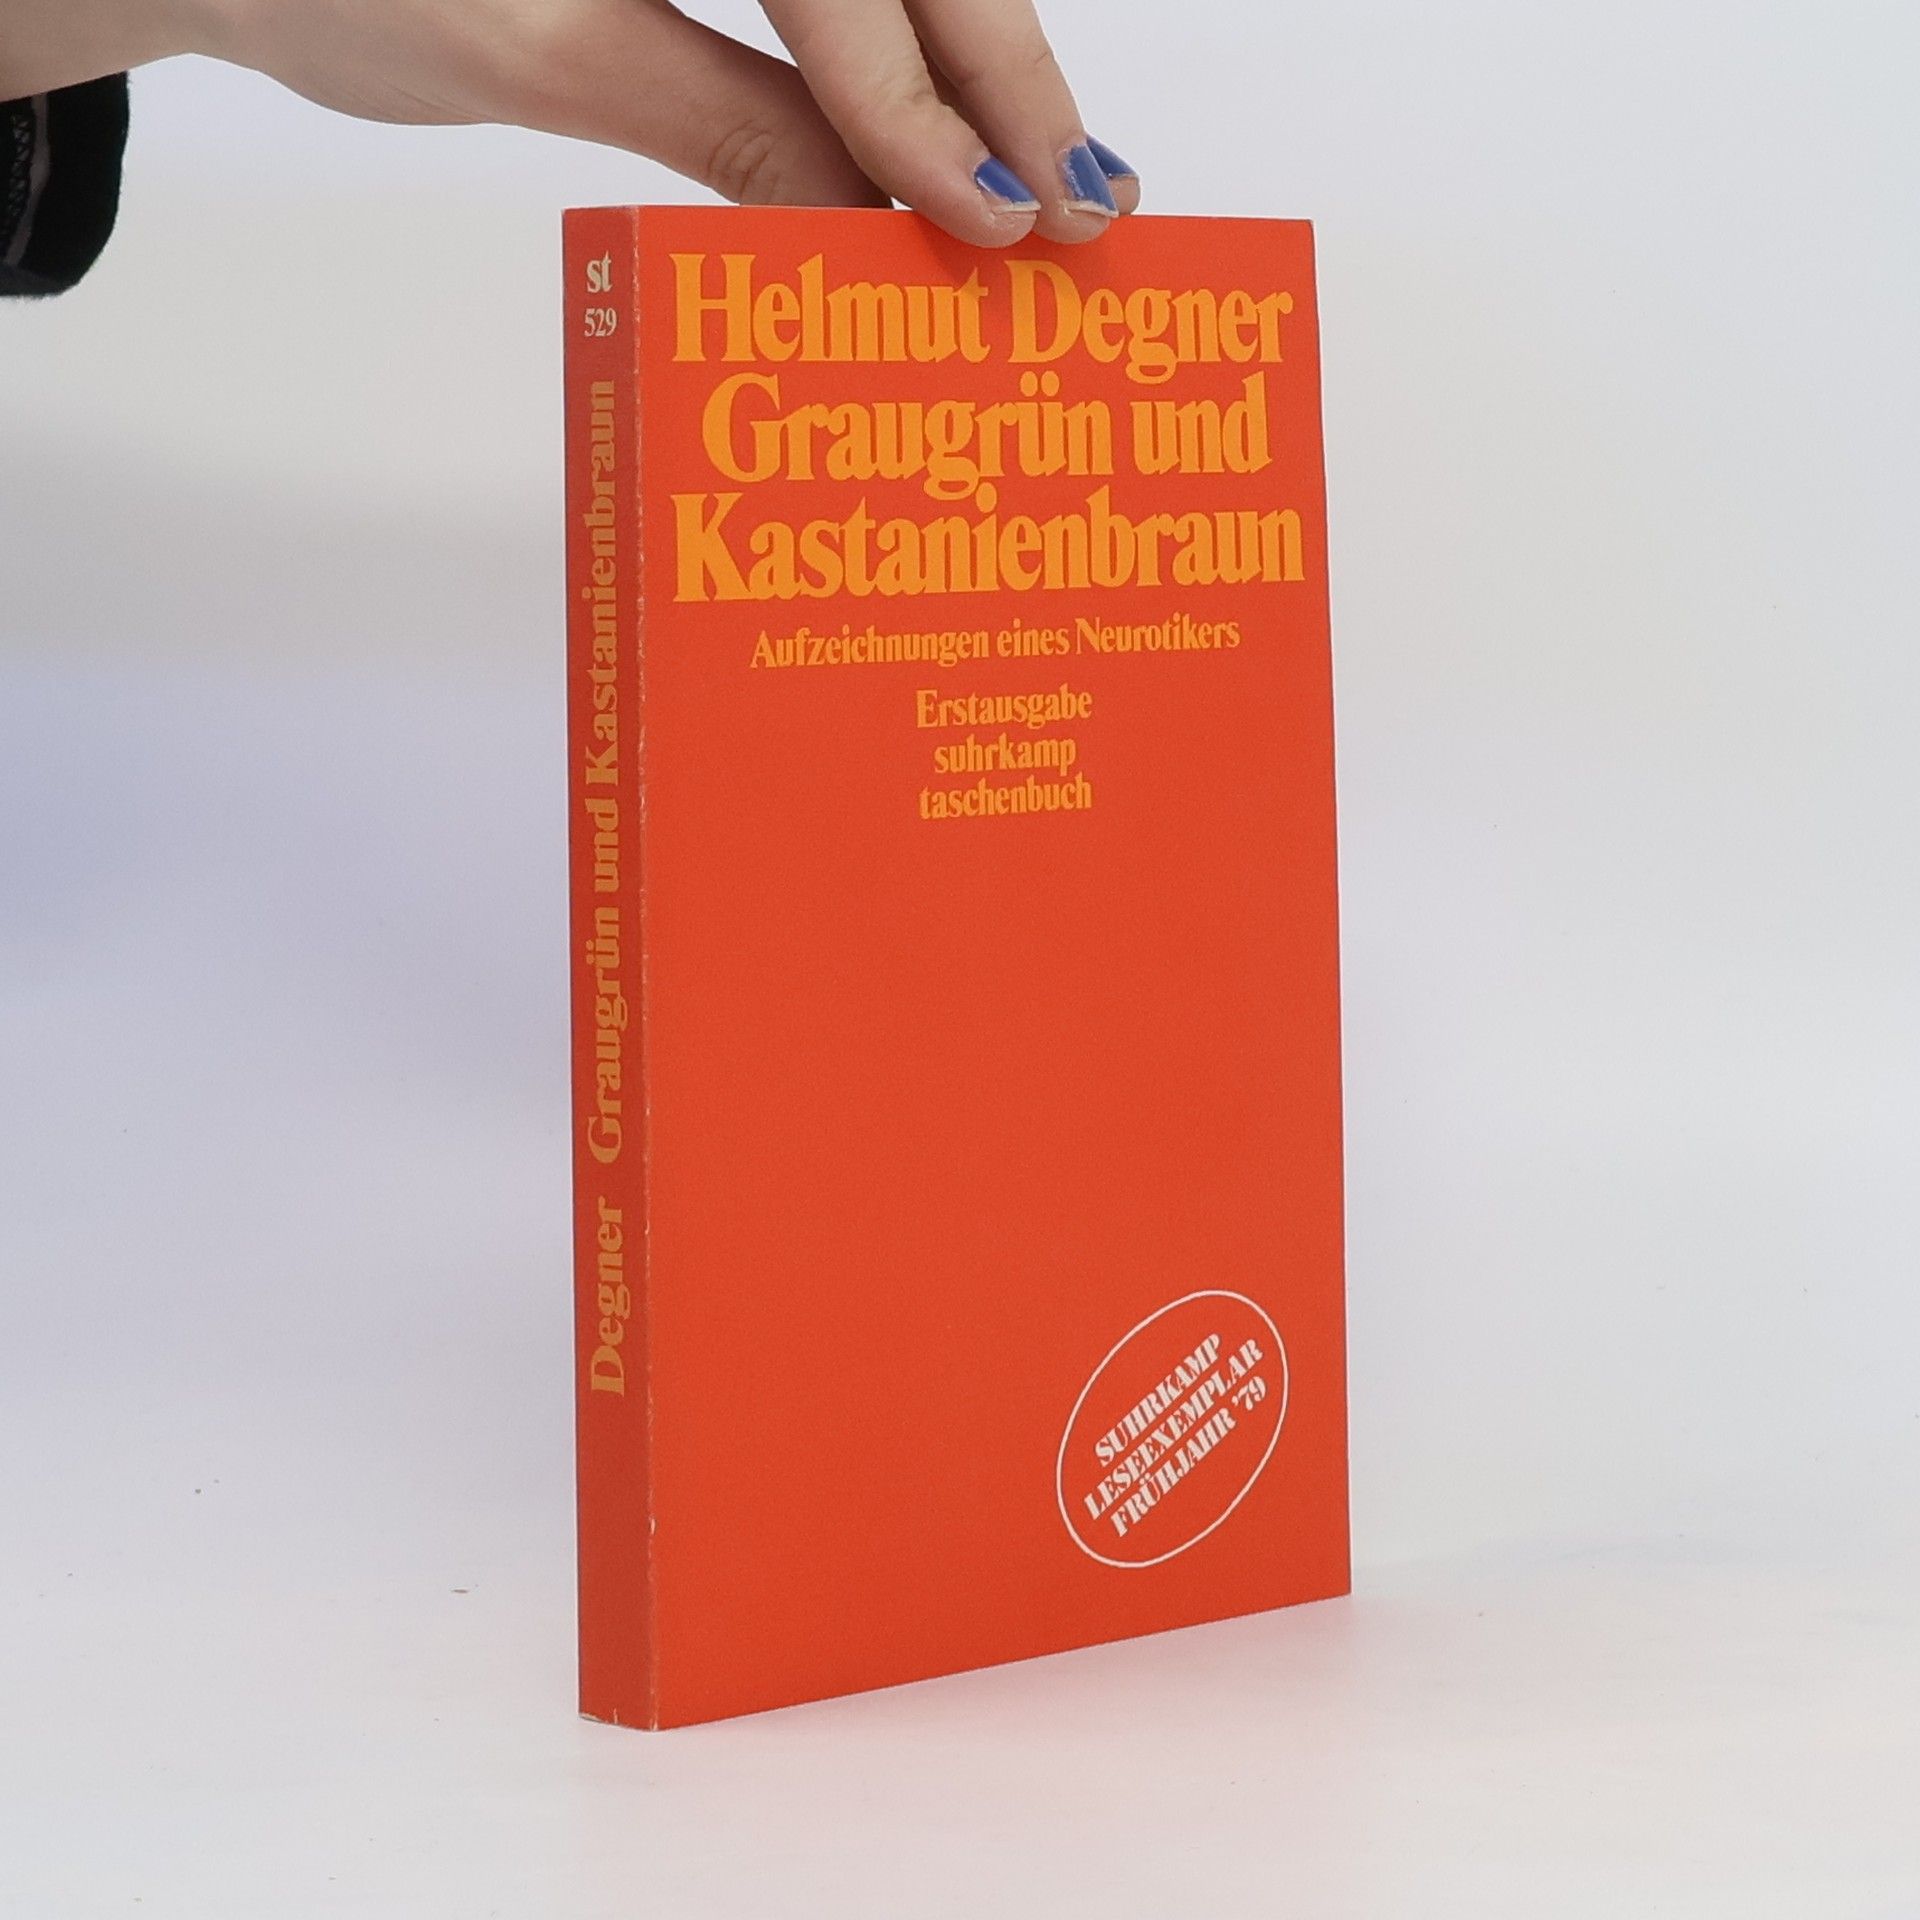 st
529
Degner Graugrün und Kastanienbraun
Helmut Degner
Graugrün und
Kastanienbraun
Aufzeichnungen eines Neurotikers
Erstausgabe
suhrkamp
taschenbuch
SUHRKAMP
LESEEXEMPLAR
FRÜHJAHR '79